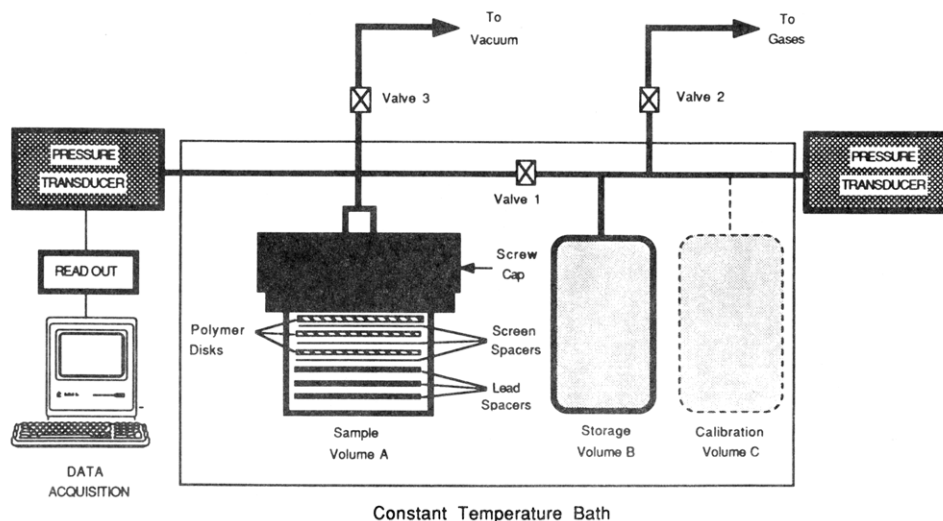 To
Vacuum
To
Gases
Valve 3
Valve 2
PRESSURE
TRANSDUCER
PRESSURE
TRANSDUCER
Valve 1
READ OUT
Screw
Cap
Polymer
Disks
Screen
Spacers
Lead
Spacers
Sample
Volume A
Storage
Volume B
Calibration
Volume C
DATA
ACQUISITION
Constant Temperature Bath